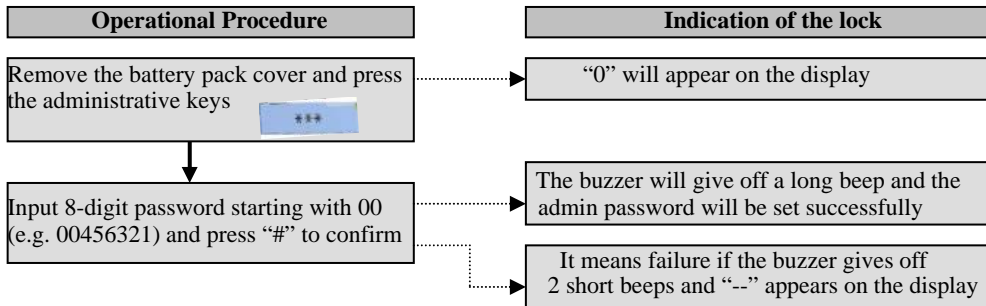 Operational Procedure
Indication of the lock
Remove the battery pack cover and press
the administrative keys
***
“0” will appear on the display
Input 8-digit password starting with 00
(e.g. 00456321) and press “#” to confirm
The buzzer will give off a long beep and the
admin password will be set successfully
It means failure if the buzzer gives off
2 short beeps and “--” appears on the display